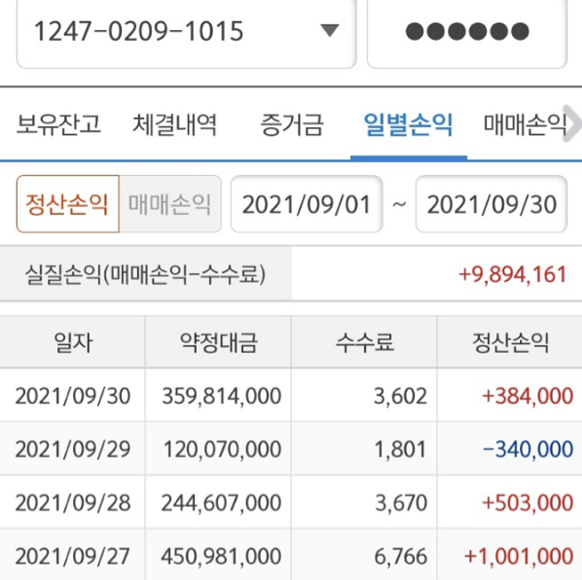 1247-0209-1015 ●●●●●●
보유잔고 체결내역 증거금 일별손익 매매손익
정산손익 매매손익 2021/09/01 ~ 2021/09/30
실질손익(매매손익-수수료) +9,894,161
일자 약정대금 수수료 정산손익
2021/09/30 359,814,000 3,602 +384,000
2021/09/29 120,070,000 1,801 -340,000
2021/09/28 244,607,000 3,670 +503,000
2021/09/27 450,981,000 6,766 +1,001,000